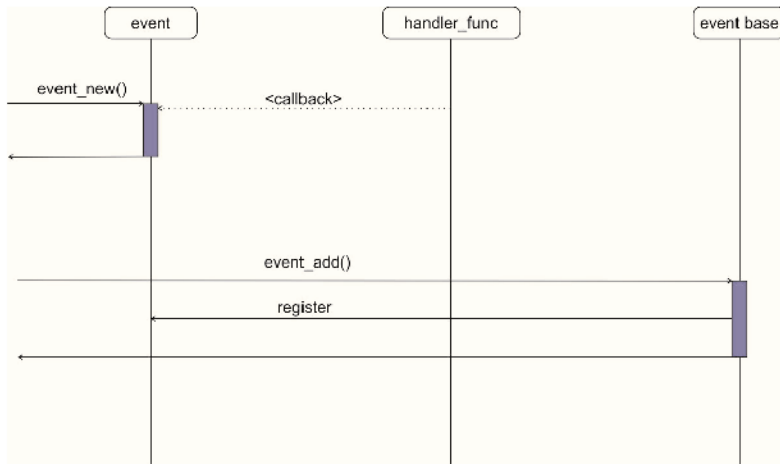 event
handler_func
event base
event_new()
<callback>
event_add()
register